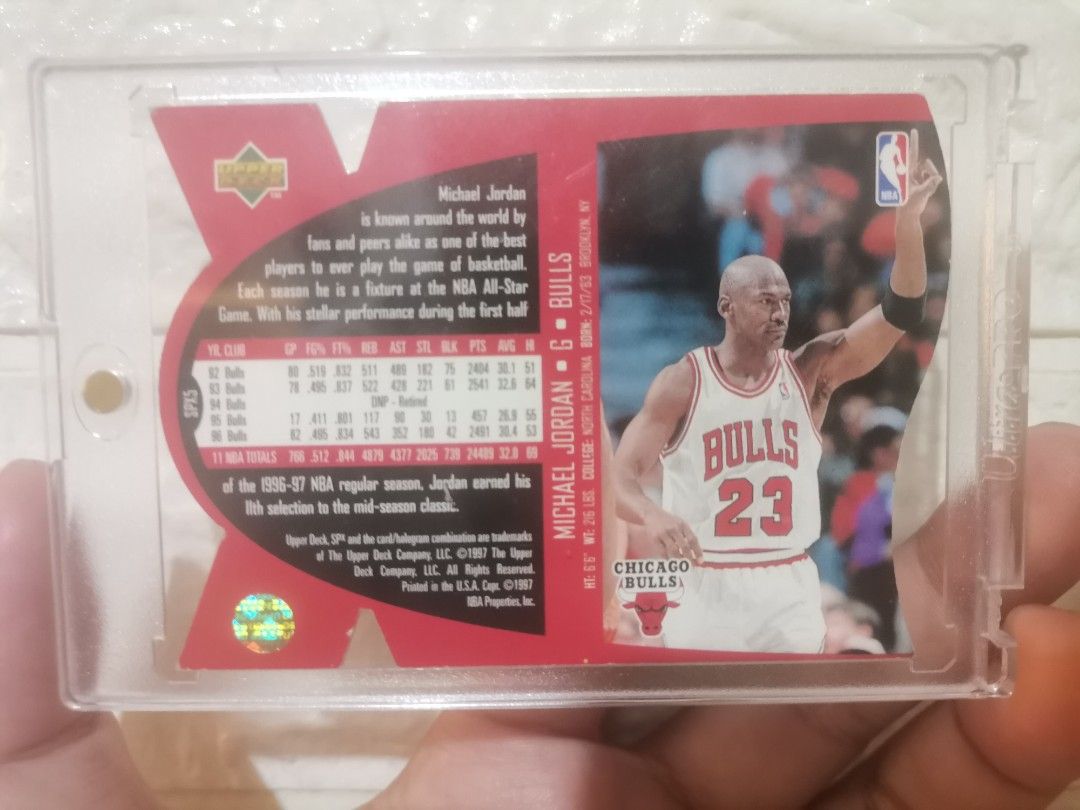 UPPER DECK
TM
Michael Jordan
is known around the world by
fans and peers alike as one of the best
players to ever play the game of basketball.
Each season he is a fixture at the NBA All-Star
Game. With his stellar performance during the first half
YR. CLUB GP FG% FT% REB AST STL BLK PTS AVG HI
92 Bulls 80 .519 .832 511 489 182 75 2404 30.1 51
93 Bulls 78 .495 .837 522 428 221 61 2541 32.6 64
94 Bulls DNP - Retired
95 Bulls 17 .411 .801 117 90 30 13 457 26.9 55
96 Bulls 82 .495 .834 543 352 180 42 2491 30.4 53
11 NBA TOTALS 766 .512 .844 4879 4377 2025 739 24489 32.0 69
of the 1996-97 NBA regular season, Jordan earned his
11th selection to the mid-season classic.
Upper Deck, SPx and the card/hologram combination are trademarks
of The Upper Deck Company, LLC. ©1997 The Upper
Deck Company, LLC. All Rights Reserved.
Printed in the U.S.A. Copr. ©1997
NBA Properties, Inc.
SPX5
MICHAEL JORDAN • G • BULLS
HT: 6'6" WT: 216 LBS. COLLEGE: NORTH CAROLINA BORN: 2/17/63 BROOKLYN, NY
NBA
BULLS
23
CHICAGO
BULLS